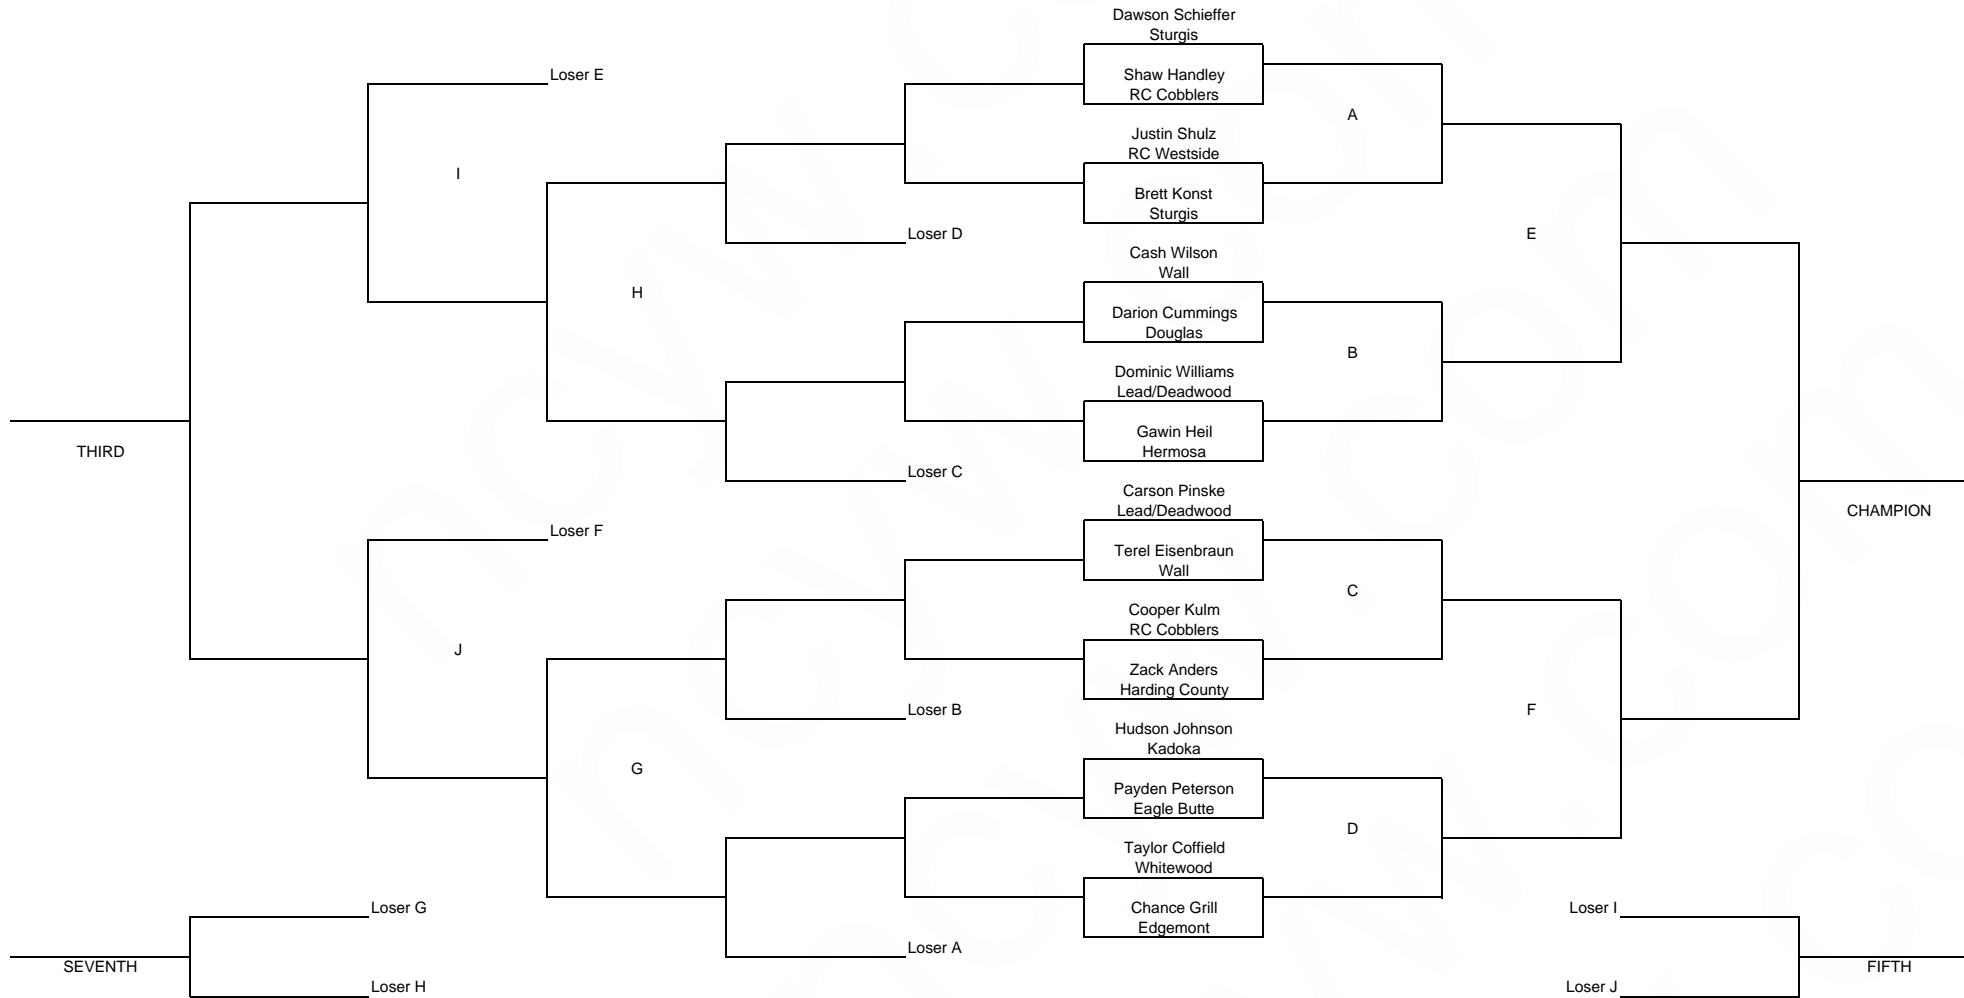 Dawson Schieffer
Sturgis
Loser E
Shaw Handley
RC Cobblers
A
Justin Shulz
RC Westside
I
Brett Konst
Sturgis
Loser D
E
Cash Wilson
Wall
H
Darion Cummings
Douglas
B
Dominic Williams
Lead/Deadwood
Gawin Heil
Hermosa
THIRD
Loser C
Carson Pinske
Lead/Deadwood
CHAMPION
Loser F
Terel Eisenbraun
Wall
C
Cooper Kulm
RC Cobblers
J
Zack Anders
Harding County
Loser B
F
Hudson Johnson
Kadoka
G
Payden Peterson
Eagle Butte
D
Taylor Coffield
Whitewood
Loser G
Chance Grill
Edgemont
Loser I
Loser A
SEVENTH
FIFTH
Loser H
Loser J